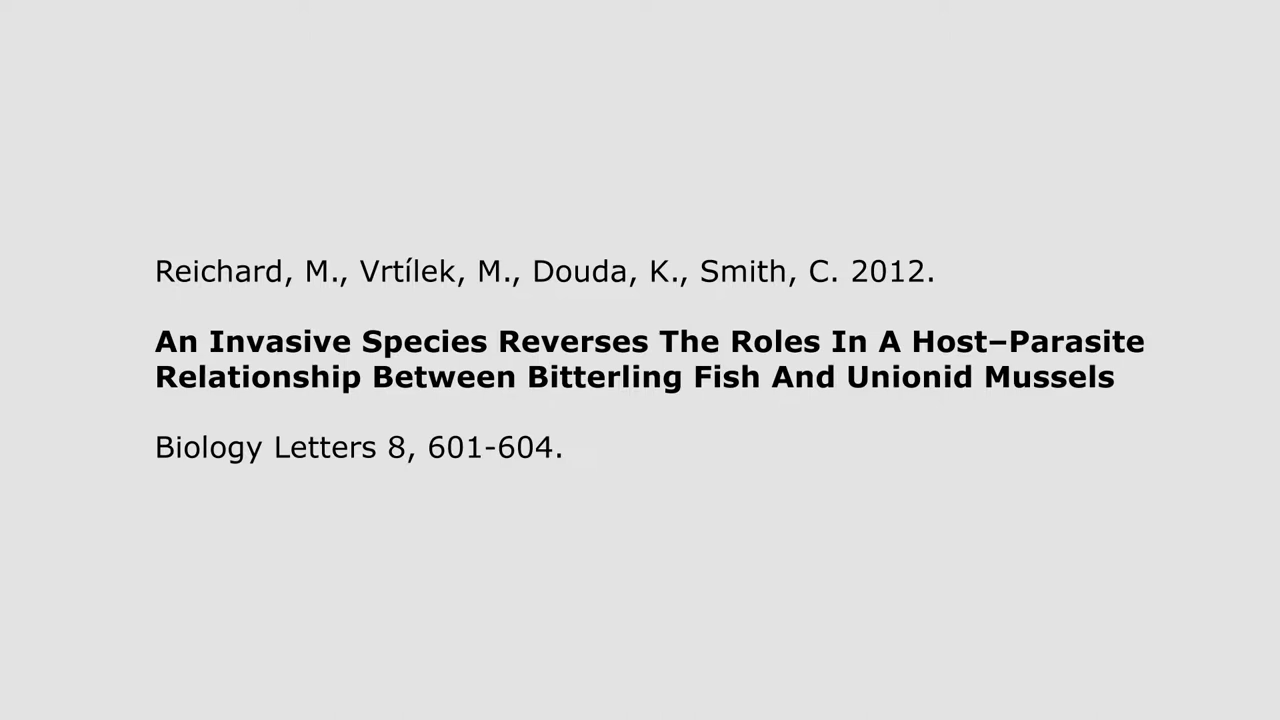 Reichard, M., Vrtílek, M., Douda, K., Smith, C. 2012.
An Invasive Species Reverses The Roles In A Host–Parasite
Relationship Between Bitterling Fish And Unionid Mussels
Biology Letters 8, 601-604.